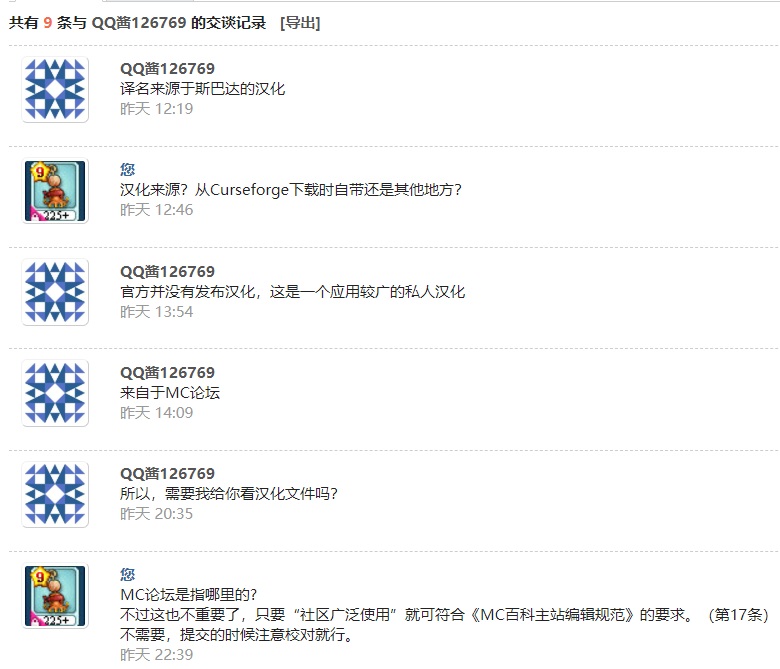 共有 9 条与 QQ酱126769 的交谈记录 [导出]
QQ酱126769
译名来源于斯巴达的汉化
昨天 12:19
9
225+
您
汉化来源？从Curseforge下载时自带还是其他地方？
昨天 12:46
QQ酱126769
官方并没有发布汉化，这是一个应用较广的私人汉化
昨天 13:54
QQ酱126769
来自于MC论坛
昨天 14:09
QQ酱126769
所以，需要我给你看汉化文件吗？
昨天 20:35
9
225+
您
MC论坛是指哪里的？
不过这也不重要了，只要“社区广泛使用”就可符合《MC百科主站编辑规范》的要求。（第17条）
不需要，提交的时候注意校对就行。
昨天 22:39